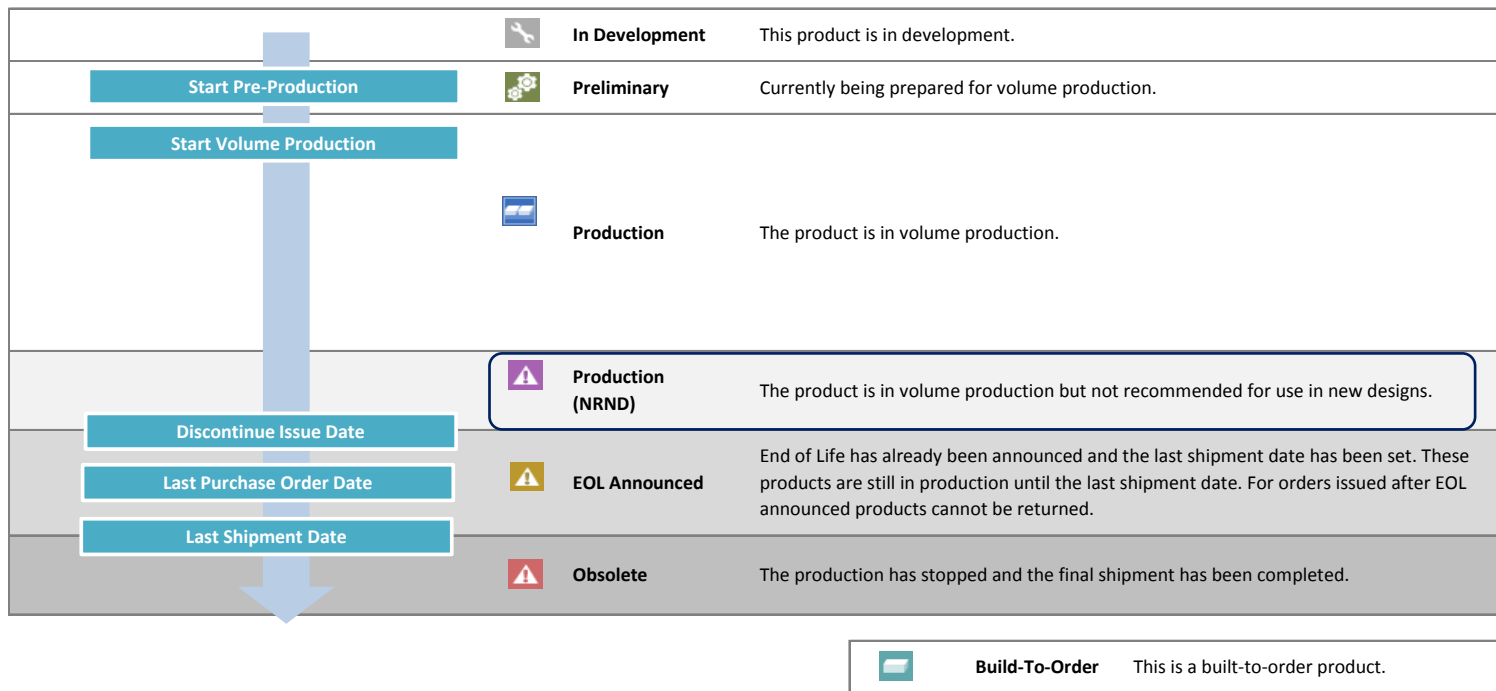 In Development This product is in development.
Start Pre-Production Preliminary Currently being prepared for volume production.
Start Volume Production
Production The product is in volume production.
Production
(NRND)
The product is in volume production but not recommended for use in new designs.
Discontinue Issue Date
Last Purchase Order Date
EOL Announced
End of Life has already been announced and the last shipment date has been set. These
products are still in production until the last shipment date. For orders issued after EOL
announced products cannot be returned.
Last Shipment Date
Obsolete The production has stopped and the final shipment has been completed.
Build-To-Order This is a built-to-order product.